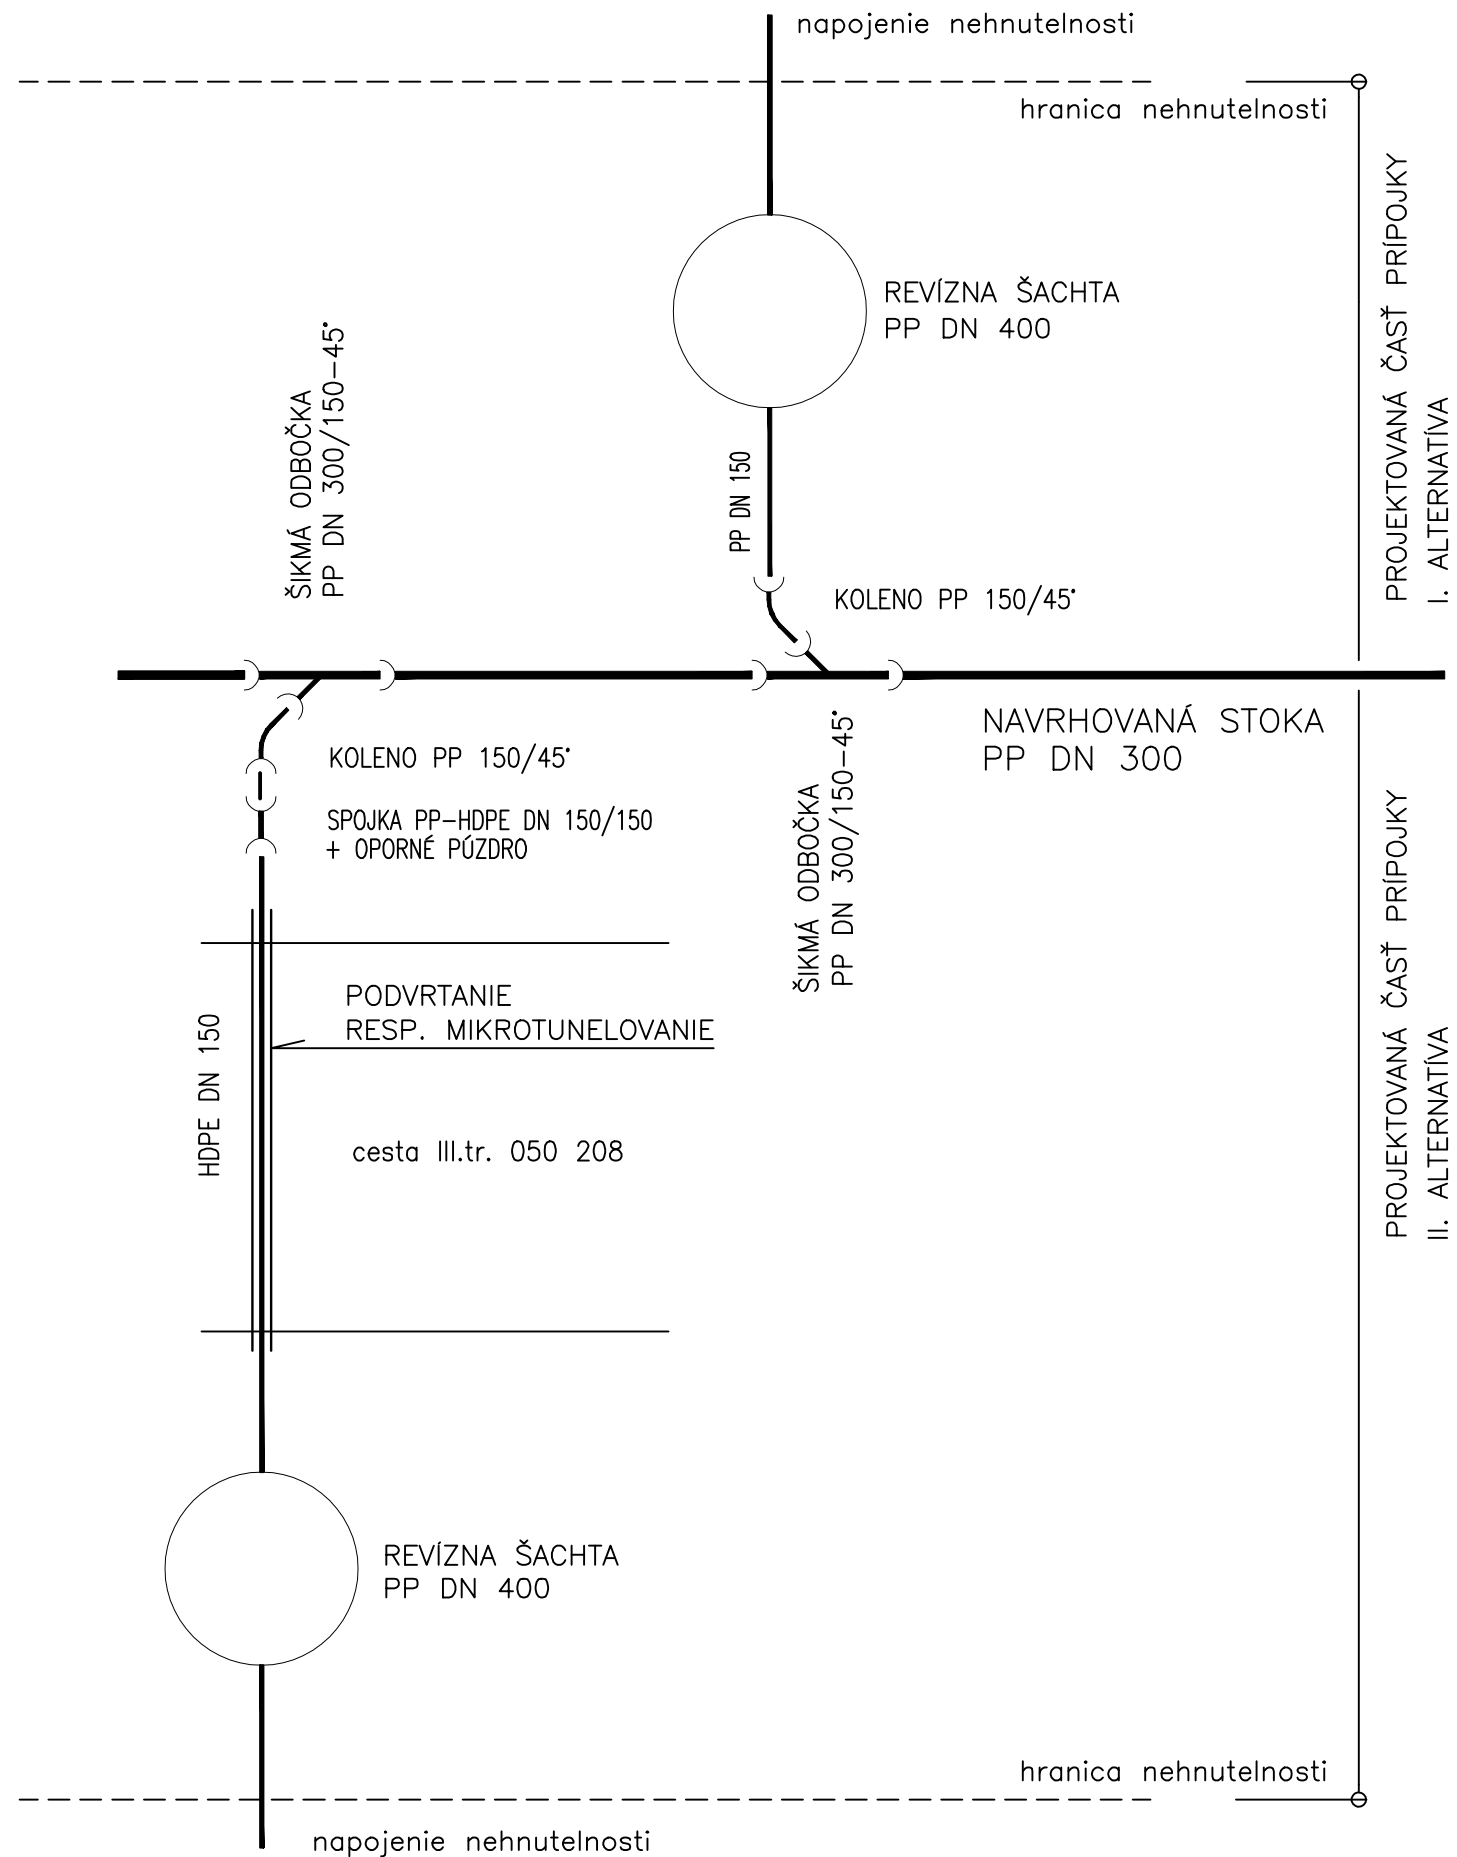 napojenie nehnutelnosti
hranica nehnutelnosti
REVÍZNA ŠACHTA
PP DN 400
PROJEKTOVANÁ ČASŤ PRÍPOJKY
I. ALTERNATÍVA
ŠIKMÁ ODBOČKA
PP DN 300/150-45°
PP DN 150
KOLENO PP 150/45°
NAVRHOVANÁ STOKA
PP DN 300
KOLENO PP 150/45°
SPOJKA PP-HDPE DN 150/150
+ OPORNÉ PÚZDRO
ŠIKMÁ ODBOČKA
PP DN 300/150-45°
PROJEKTOVANÁ ČASŤ PRÍPOJKY
II. ALTERNATÍVA
PODVRTANIE
RESP. MIKROTUNELOVANIE
HDPE DN 150
cesta III.tr. 050 208
REVÍZNA ŠACHTA
PP DN 400
hranica nehnutelnosti
napojenie nehnutelnosti